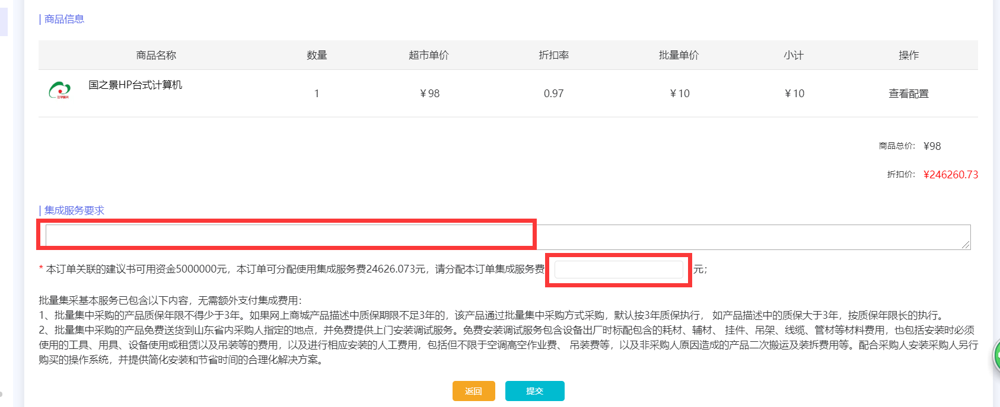 | 商品信息
商品名称 数量 超市单价 折扣率 批量单价 小计 操作
国之景HP台式计算机 1 ¥98 0.97 ¥10 ¥10 查看配置
商品总价: ¥98
折扣价: ¥246260.73
| 集成服务要求
* 本订单关联的建议书可用资金5000000元，本订单可分配使用集成服务费24626.073元，请分配本订单集成服务费 元；
批量集采基本服务已包含以下内容，无需额外支付集成费用：
1、批量集中采购的产品质保年限不得少于3年。如果网上商城产品描述中质保期限不足3年的，该产品通过批量集中采购方式采购，默认按3年质保执行， 如产品描述中的质保大于3年，按质保年限长的执行。
2、批量集中采购的产品免费送货到山东省内采购人指定的地点，并免费提供上门安装调试服务。免费安装调试服务包含设备出厂时标配包含的耗材、辅材、 挂件、吊架、线缆、管材等材料费用，也包括安装时必须
使用的工具、用具、设备使用或租赁以及吊装等的费用，以及进行相应安装的人工费用，包括但不限于空调高空作业费、 吊装费等，以及非采购人原因造成的产品二次搬运及装拆费用等。配合采购人安装采购人另行
购买的操作系统，并提供简化安装和节省时间的合理化解决方案。
返回 提交